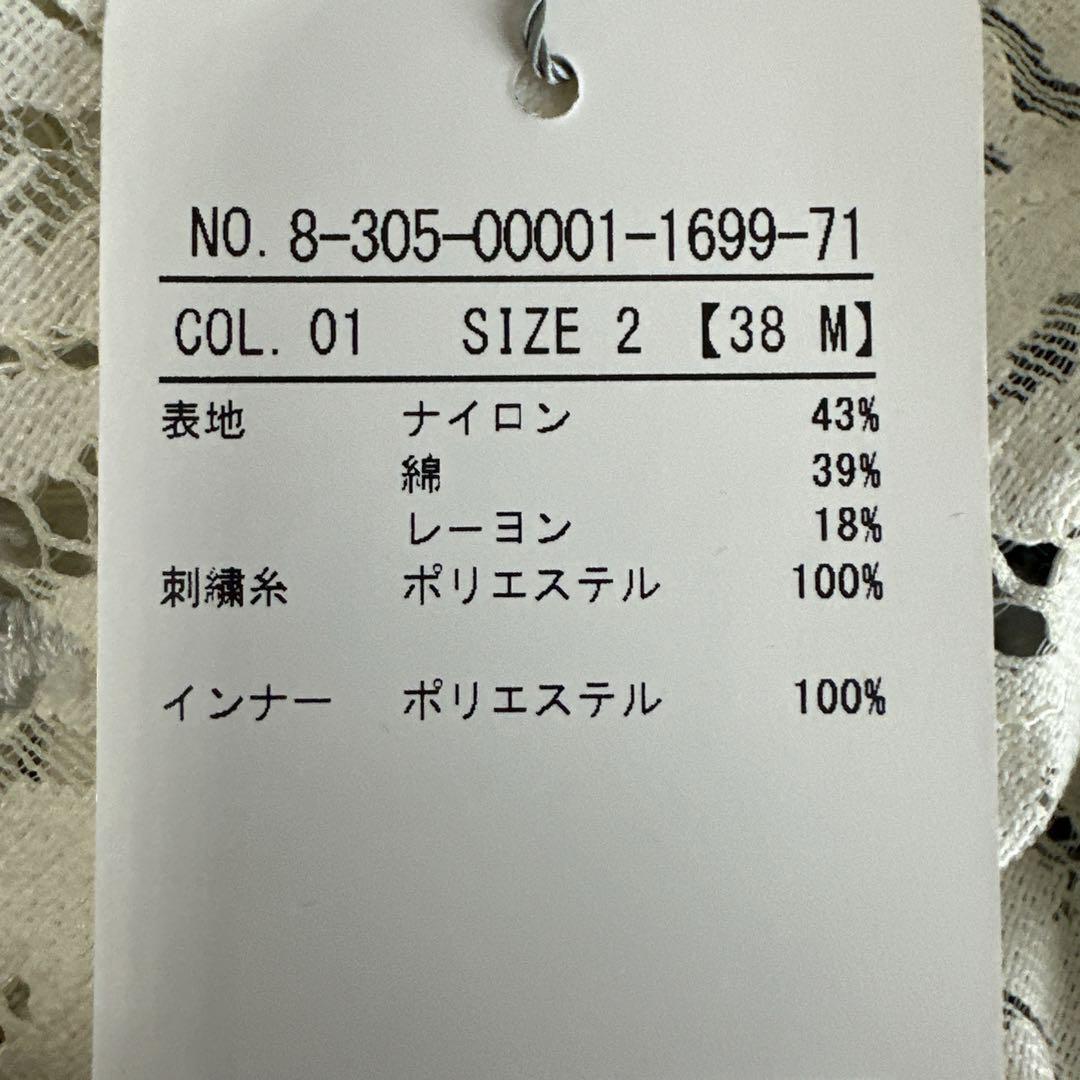 NO. 8-305-00001-1699-71
COL. 01 SIZE 2 【38 M】
表地 ナイロン 43%
綿 39%
レーヨン 18%
刺繍糸 ポリエステル 100%
インナー ポリエステル 100%